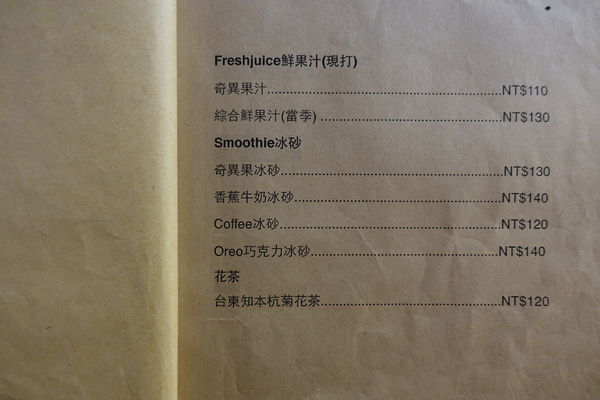 Freshjuice鮮果汁(現打)
奇異果汁................................................NT$110
綜合鮮果汁(當季) .....................................NT$130
Smoothie冰砂
奇異果冰砂.............................................NT$130
香蕉牛奶冰砂..........................................NT$140
Coffee冰砂.............................................NT$120
Oreo巧克力冰砂......................................NT$140
花茶
台東知本杭菊花茶....................................NT$120